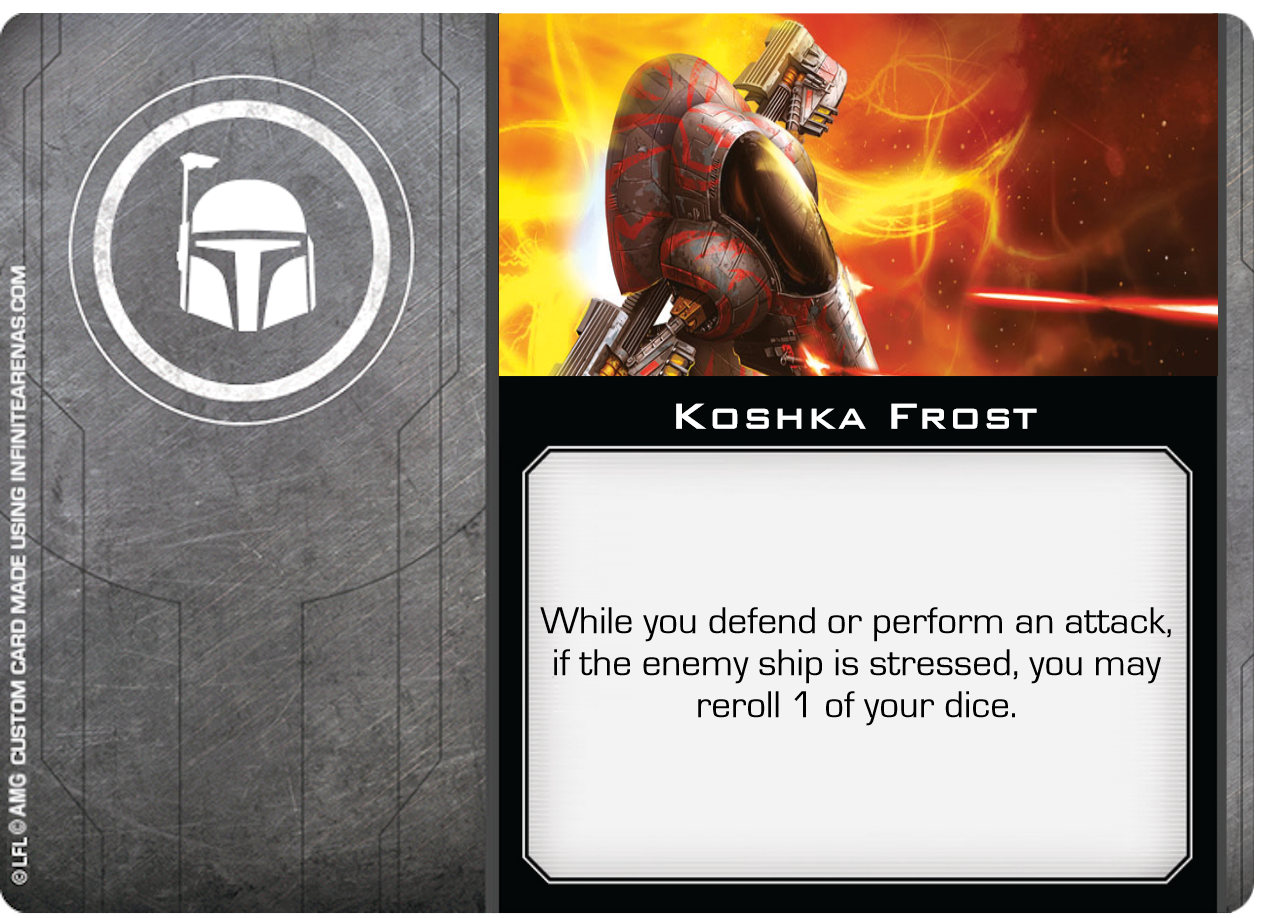 ©LFL ©AMG CUSTOM CARD MADE USING INFINITEARENAS.COM
Koshka Frost
While you defend or perform an attack,
if the enemy ship is stressed, you may
reroll 1 of your dice.